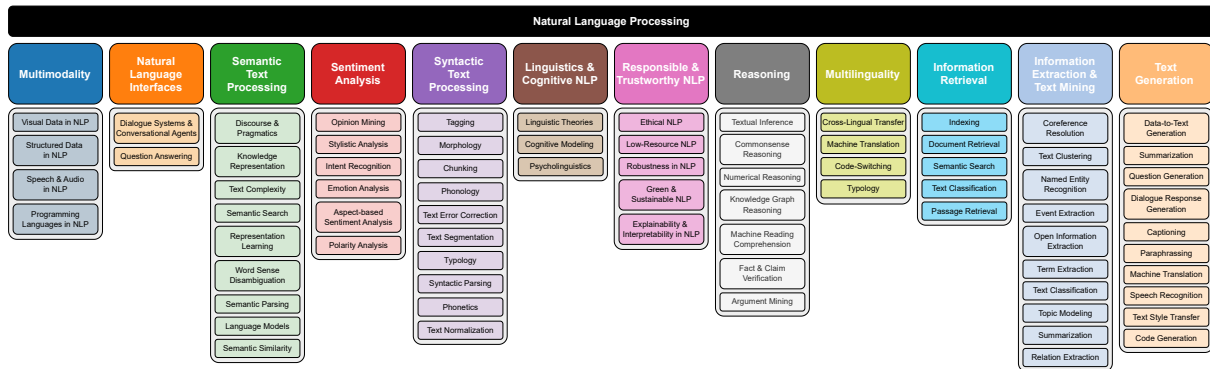 Natural Language Processing
Multimodality
Visual Data in NLP
Structured Data
in NLP
Speech & Audio
in NLP
Programming
Languages in NLP
Natural
Language
Interfaces
Dialogue Systems &
Conversational Agents
Question Answering
Semantic
Text
Processing
Discourse &
Pragmatics
Knowledge
Representation
Text Complexity
Semantic Search
Representation
Learning
Word Sense
Disambiguation
Semantic Parsing
Language Models
Semantic Similarity
Sentiment
Analysis
Opinion Mining
Stylistic Analysis
Intent Recognition
Emotion Analysis
Aspect-based
Sentiment Analysis
Polarity Analysis
Syntactic
Text
Processing
Tagging
Morphology
Chunking
Phonology
Text Error Correction
Text Segmentation
Typology
Syntactic Parsing
Phonetics
Text Normalization
Linguistics &
Cognitive NLP
Linguistic Theories
Cognitive Modeling
Psycholinguistics
Responsible &
Trustworthy NLP
Ethical NLP
Low-Resource NLP
Robustness in NLP
Green &
Sustainable NLP
Explainability &
Interpretability in NLP
Reasoning
Textual Inference
Commonsense
Reasoning
Numerical Reasoning
Knowledge Graph
Reasoning
Machine Reading
Comprehension
Fact & Claim
Verification
Argument Mining
Multilinguality
Cross-Lingual Transfer
Machine Translation
Code-Switching
Typology
Information
Retrieval
Indexing
Document Retrieval
Semantic Search
Text Classification
Passage Retrieval
Information
Extraction &
Text Mining
Coreference
Resolution
Text Clustering
Named Entity
Recognition
Event Extraction
Open Information
Extraction
Term Extraction
Text Classification
Topic Modeling
Summarization
Relation Extraction
Text
Generation
Data-to-Text
Generation
Summarization
Question Generation
Dialogue Response
Generation
Captioning
Paraphrassing
Machine Translation
Speech Recognition
Text Style Transfer
Code Generation